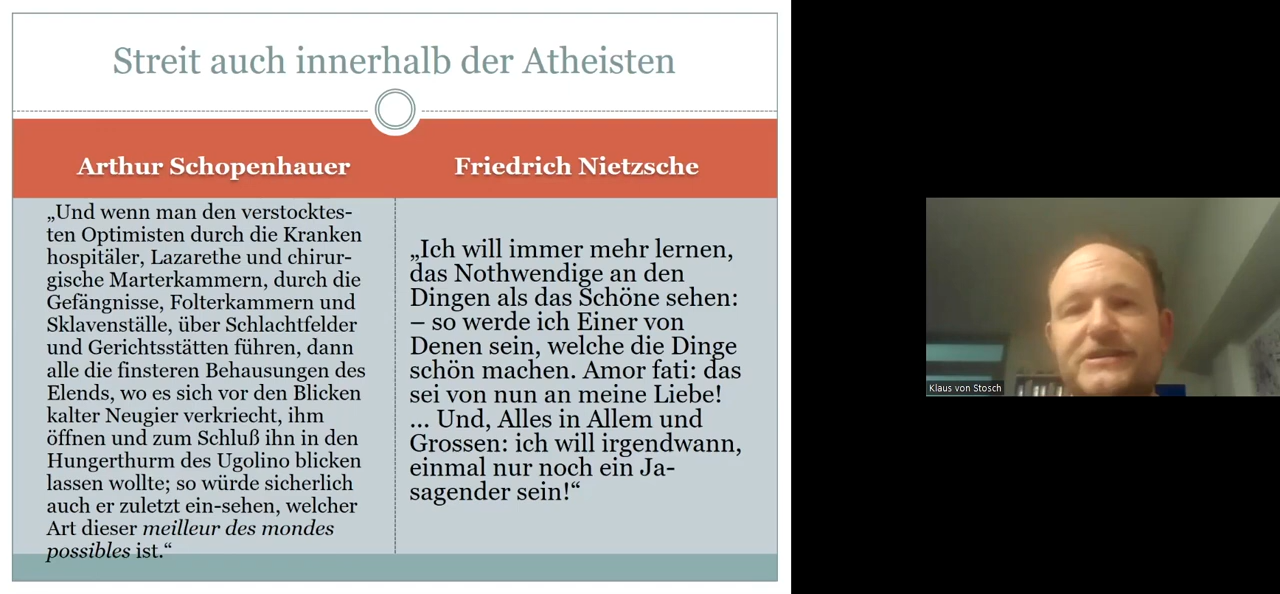 Streit auch innerhalb der Atheisten
Arthur Schopenhauer
„Und wenn man den verstocktes-
ten Optimisten durch die Kranken
hospitäler, Lazarethe und chirur-
gische Marterkammern, durch die
Gefängnisse, Folterkammern und
Sklavenställe, über Schlachtfelder
und Gerichtsstätten führen, dann
alle die finsteren Behausungen des
Elends, wo es sich vor den Blicken
kalter Neugier verkriecht, ihm
öffnen und zum Schluß ihn in den
Hungerthurm des Ugolino blicken
lassen wollte; so würde sicherlich
auch er zuletzt ein-sehen, welcher
Art dieser meilleur des mondes
possibles ist.“
Friedrich Nietzsche
„Ich will immer mehr lernen,
das Nothwendige an den
Dingen als das Schöne sehen:
– so werde ich Einer von
Denen sein, welche die Dinge
schön machen. Amor fati: das
sei von nun an meine Liebe!
... Und, Alles in Allem und
Grossen: ich will irgendwann,
einmal nur noch ein Ja-
sagender sein!“
Klaus von Stosch